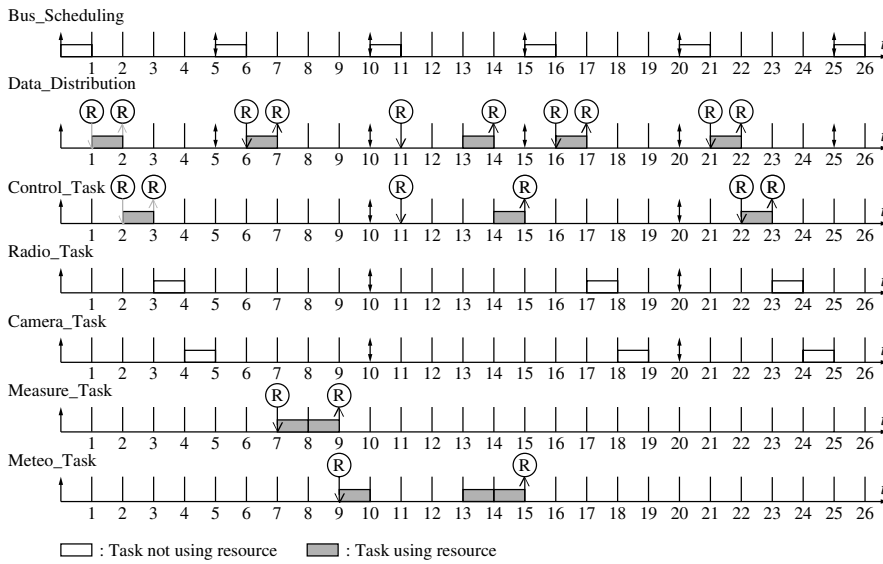 Bus_Scheduling
t
1 2 3 4 5 6 7 8 9 10 11 12 13 14 15 16 17 18 19 20 21 22 23 24 25 26
Data_Distribution
R R R R R R R R R R
t
1 2 3 4 5 6 7 8 9 10 11 12 13 14 15 16 17 18 19 20 21 22 23 24 25 26
Control_Task
R R R R R R
t
1 2 3 4 5 6 7 8 9 10 11 12 13 14 15 16 17 18 19 20 21 22 23 24 25 26
Radio_Task
t
1 2 3 4 5 6 7 8 9 10 11 12 13 14 15 16 17 18 19 20 21 22 23 24 25 26
Camera_Task
t
1 2 3 4 5 6 7 8 9 10 11 12 13 14 15 16 17 18 19 20 21 22 23 24 25 26
Measure_Task
R R
t
1 2 3 4 5 6 7 8 9 10 11 12 13 14 15 16 17 18 19 20 21 22 23 24 25 26
Meteo_Task
R R
t
1 2 3 4 5 6 7 8 9 10 11 12 13 14 15 16 17 18 19 20 21 22 23 24 25 26
: Task not using resource : Task using resource